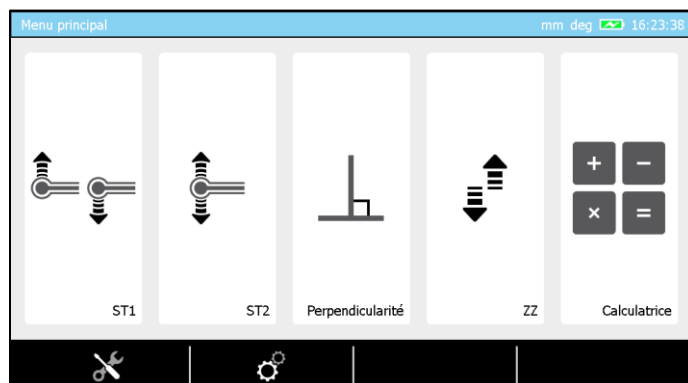 Menu principal
mm deg 16:23:38
+ −
× =
ST1
ST2
Perpendicularité
ZZ
Calculatrice